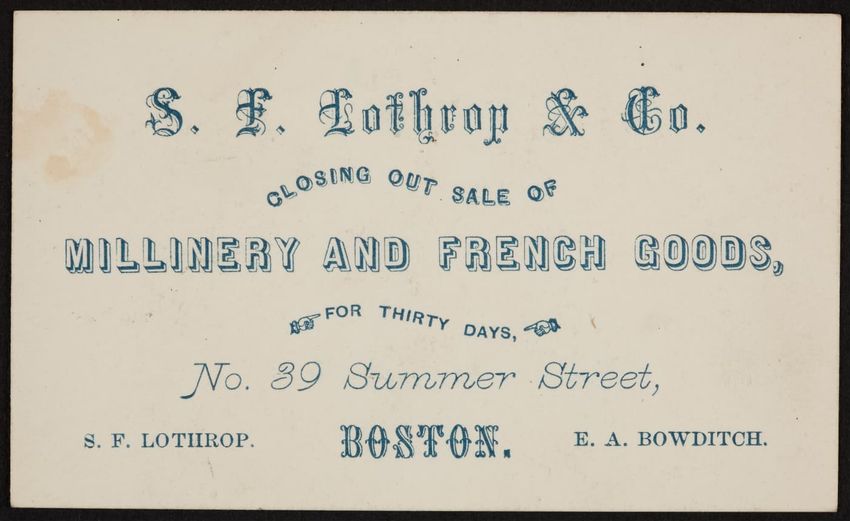 S. F. Lothrop & Co.
CLOSING OUT SALE OF
MILLINERY AND FRENCH GOODS,
FOR THIRTY DAYS,
No. 39 Summer Street,
S. F. LOTHROP. BOSTON. E. A. BOWDITCH.